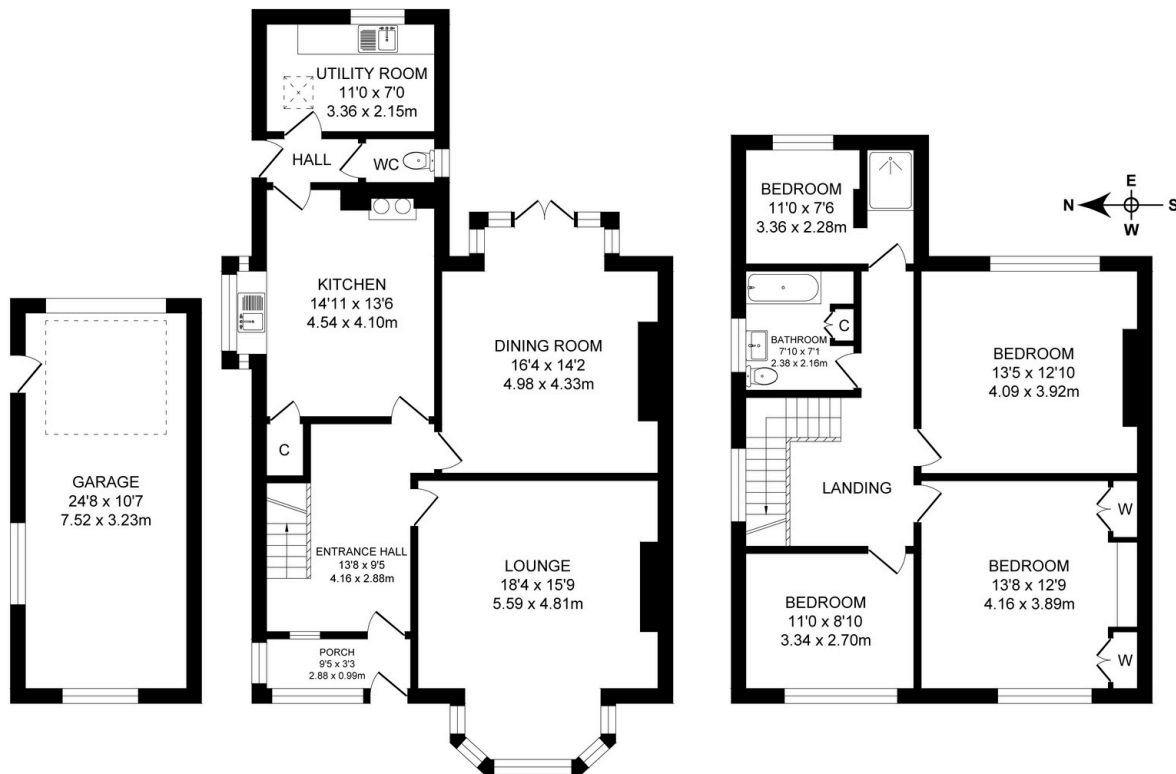 UTILITY ROOM
11'0 x 7'0
3.36 x 2.15m
HALL
WC
KITCHEN
14'11 x 13'6
4.54 x 4.10m
DINING ROOM
16'4 x 14'2
4.98 x 4.33m
C
GARAGE
24'8 x 10'7
7.52 x 3.23m
ENTRANCE HALL
13'8 x 9'5
4.16 x 2.88m
LOUNGE
18'4 x 15'9
5.59 x 4.81m
PORCH
9'5 x 3'3
2.88 x 0.99m
BEDROOM
11'0 x 7'6
3.36 x 2.28m
E
N
S
W
C
BATHROOM
7'10 x 7'1
2.38 x 2.16m
BEDROOM
13'5 x 12'10
4.09 x 3.92m
LANDING
W
BEDROOM
13'8 x 12'9
4.16 x 3.89m
BEDROOM
11'0 x 8'10
3.34 x 2.70m
W